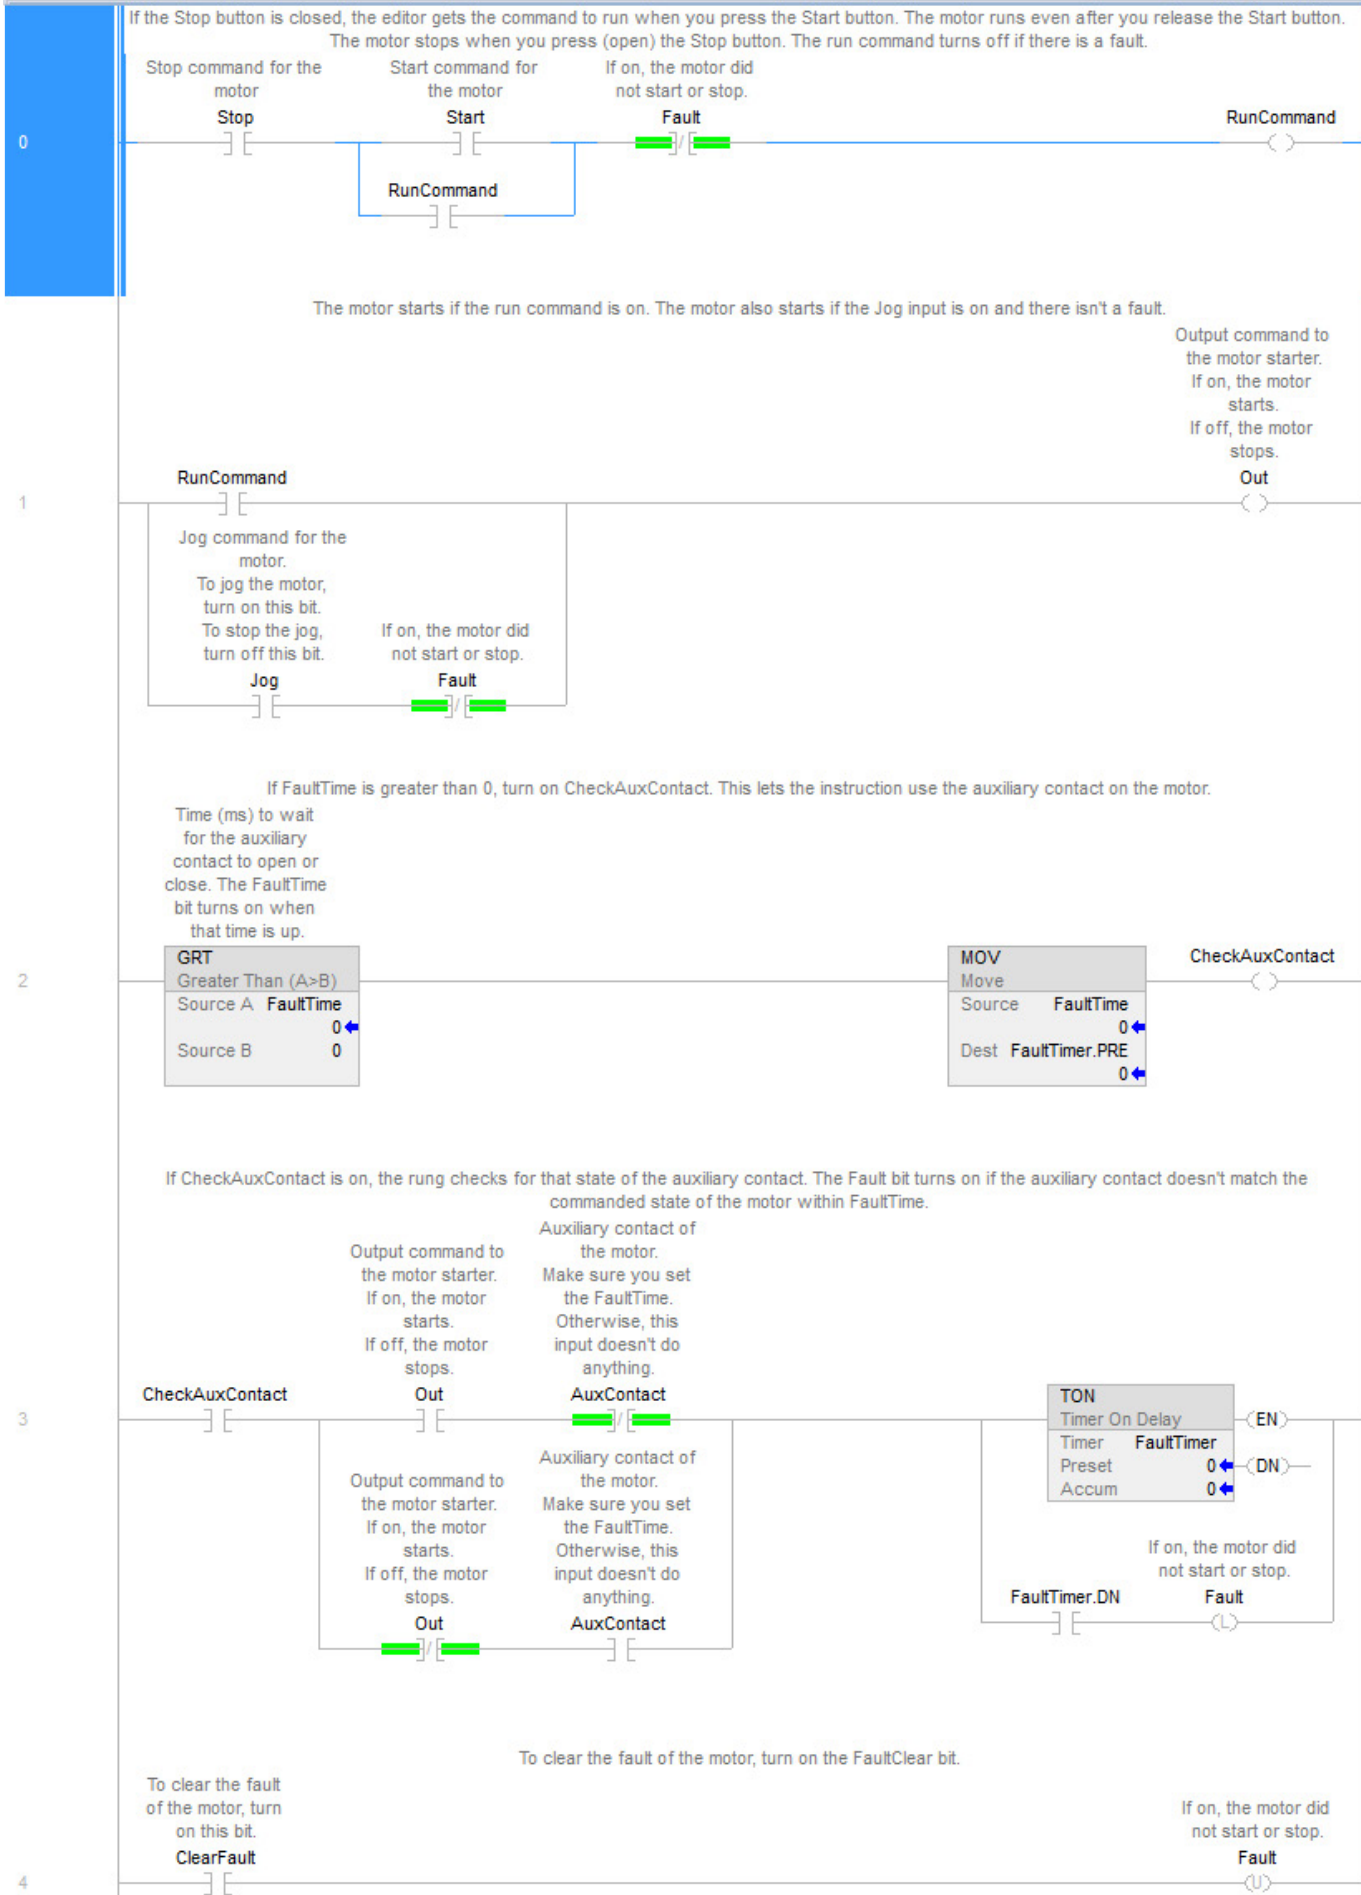 If the Stop button is closed, the editor gets the command to run when you press the Start button. The motor runs even after you release the Start button.
The motor stops when you press (open) the Stop button. The run command turns off if there is a fault.
Stop command for the
motor
Stop
Start command for
the motor
Start
If on, the motor did
not start or stop.
Fault
RunCommand
0
RunCommand
The motor starts if the run command is on. The motor also starts if the Jog input is on and there isn't a fault.
Output command to
the motor starter.
If on, the motor
starts.
If off, the motor
stops.
Out
RunCommand
1
Jog command for the
motor.
To jog the motor,
turn on this bit.
To stop the jog,
turn off this bit.
Jog
If on, the motor did
not start or stop.
Fault
If FaultTime is greater than 0, turn on CheckAuxContact. This lets the instruction use the auxiliary contact on the motor.
Time (ms) to wait
for the auxiliary
contact to open or
close. The FaultTime
bit turns on when
that time is up.
2
GRT
Greater Than (A>B)
Source A FaultTime
0
Source B 0
MOV
Move
Source FaultTime
0
Dest FaultTimer.PRE
0
CheckAuxContact
If CheckAuxContact is on, the rung checks for that state of the auxiliary contact. The Fault bit turns on if the auxiliary contact doesn't match the
commanded state of the motor within FaultTime.
3
CheckAuxContact
Output command to
the motor starter.
If on, the motor
starts.
If off, the motor
stops.
Out
Auxiliary contact of
the motor.
Make sure you set
the FaultTime.
Otherwise, this
input doesn't do
anything.
AuxContact
TON
Timer On Delay
Timer FaultTimer
Preset 0
Accum 0
EN
DN
Output command to
the motor starter.
If on, the motor
starts.
If off, the motor
stops.
Out
Auxiliary contact of
the motor.
Make sure you set
the FaultTime.
Otherwise, this
input doesn't do
anything.
AuxContact
FaultTimer.DN
If on, the motor did
not start or stop.
Fault
L
To clear the fault of the motor, turn on the FaultClear bit.
To clear the fault
of the motor, turn
on this bit.
ClearFault
If on, the motor did
not start or stop.
Fault
4
U